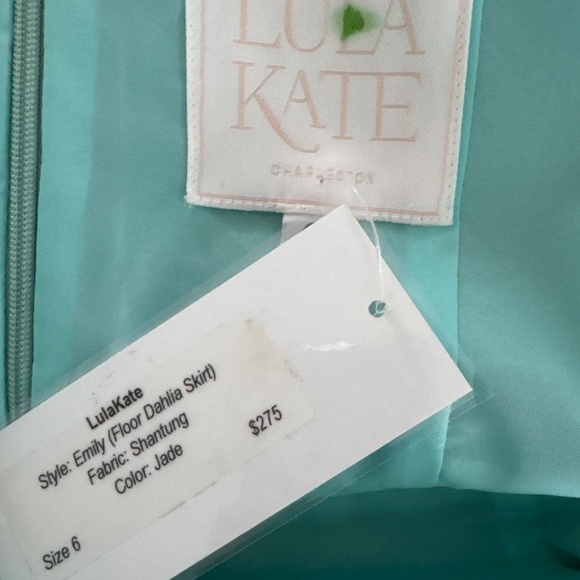 LULA
KATE
CHARLESTON
LulaKate
Style: Emily (Floor Dahlia Skirt)
Fabric: Shantung
Color: Jade
$275
Size 6